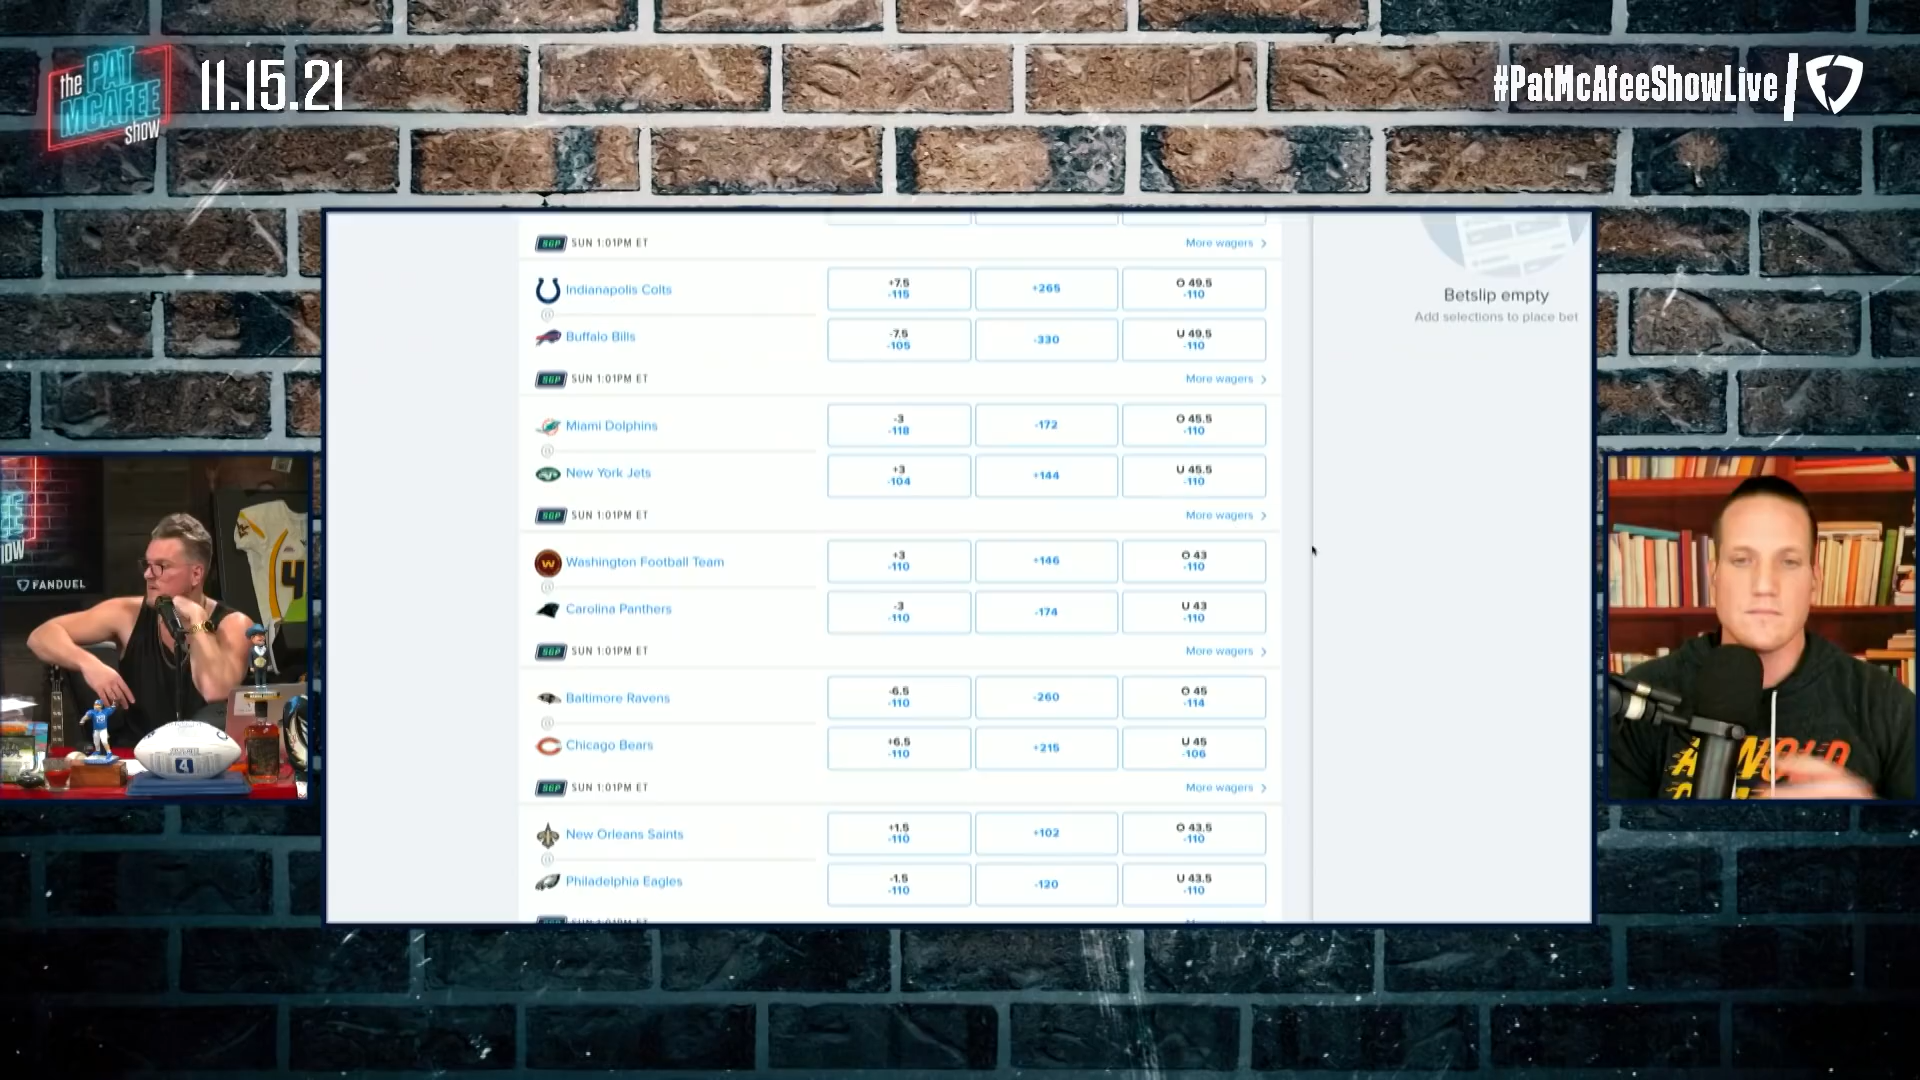 the PAT
MCAFEE
show
11.15.21
#PatMcAfeeShowLive
SGP SUN 1:01PM ET More wagers >
Indianapolis Colts +7.5 -115 +265 O 49.5 -110
@
Buffalo Bills -7.5 -105 -330 U 49.5 -110
SGP SUN 1:01PM ET More wagers >
Miami Dolphins -3 -118 -172 O 45.5 -110
@
New York Jets +3 -104 +144 U 45.5 -110
SGP SUN 1:01PM ET More wagers >
Washington Football Team +3 -110 +146 O 43 -110
@
Carolina Panthers -3 -110 -174 U 43 -110
SGP SUN 1:01PM ET More wagers >
Baltimore Ravens -6.5 -110 -260 O 45 -114
@
Chicago Bears +6.5 -110 +215 U 45 -106
SGP SUN 1:01PM ET More wagers >
New Orleans Saints +1.5 -110 +102 O 43.5 -110
@
Philadelphia Eagles -1.5 -110 -120 U 43.5 -110
Betslip empty
Add selections to place bet
FANDUEL
4
4